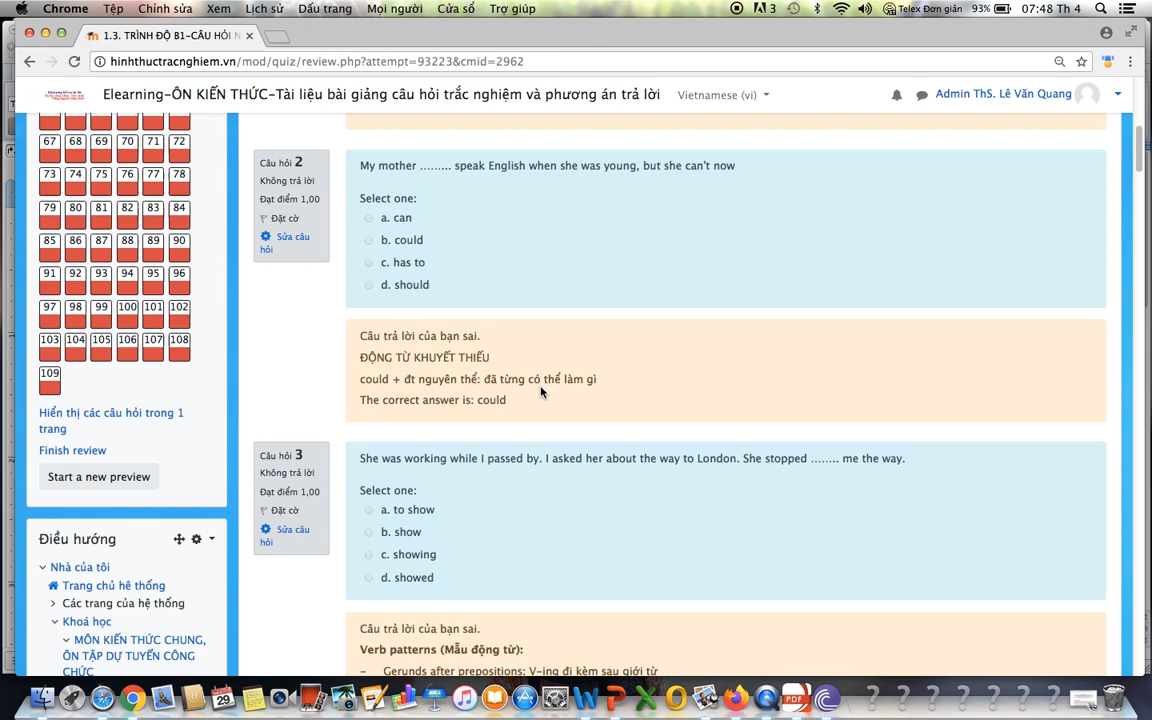 Chrome Tệp Chỉnh sửa Xem Lịch sử Dấu trang Mọi người Cửa sổ Trợ giúp 3 Telex Đơn giản 93% 07:48 Th 4
1.3. TRÌNH ĐỘ B1-CÂU HỎI N
hinhthuctracnghiem.vn/mod/quiz/review.php?attempt=93223&cmid=2962
Elearning-ÔN KIẾN THỨC-Tài liệu bài giảng câu hỏi trắc nghiệm và phương án trả lời Vietnamese (vi) Admin ThS. Lê Văn Quang
67 68 69 70 71 72
73 74 75 76 77 78
79 80 81 82 83 84
85 86 87 88 89 90
91 92 93 94 95 96
97 98 99 100 101 102
103 104 105 106 107 108
109
Hiển thị các câu hỏi trong 1
trang
Finish review
Start a new preview
Điều hướng
Nhà của tôi
Trang chủ hê thống
Các trang của hệ thống
Khoá học
MÔN KIẾN THỨC CHUNG,
ÔN TẬP DỰ TUYỂN CÔNG
CHỨC
Câu hỏi 2
Không trả lời
Đạt điểm 1,00
Đặt cờ
Sửa câu
hỏi
My mother ......... speak English when she was young, but she can't now
Select one:
a. can
b. could
c. has to
d. should
Câu trả lời của bạn sai.
ĐỘNG TỪ KHUYẾT THIẾU
could + đt nguyên thể: đã từng có thể làm gì
The correct answer is: could
Câu hỏi 3
Không trả lời
Đạt điểm 1,00
Đặt cờ
Sửa câu
hỏi
She was working while I passed by. I asked her about the way to London. She stopped ........ me the way.
Select one:
a. to show
b. show
c. showing
d. showed
Câu trả lời của bạn sai.
Verb patterns (Mẫu động từ):
– Gerunds after prepositions: V-ing đi kèm sau giới từ